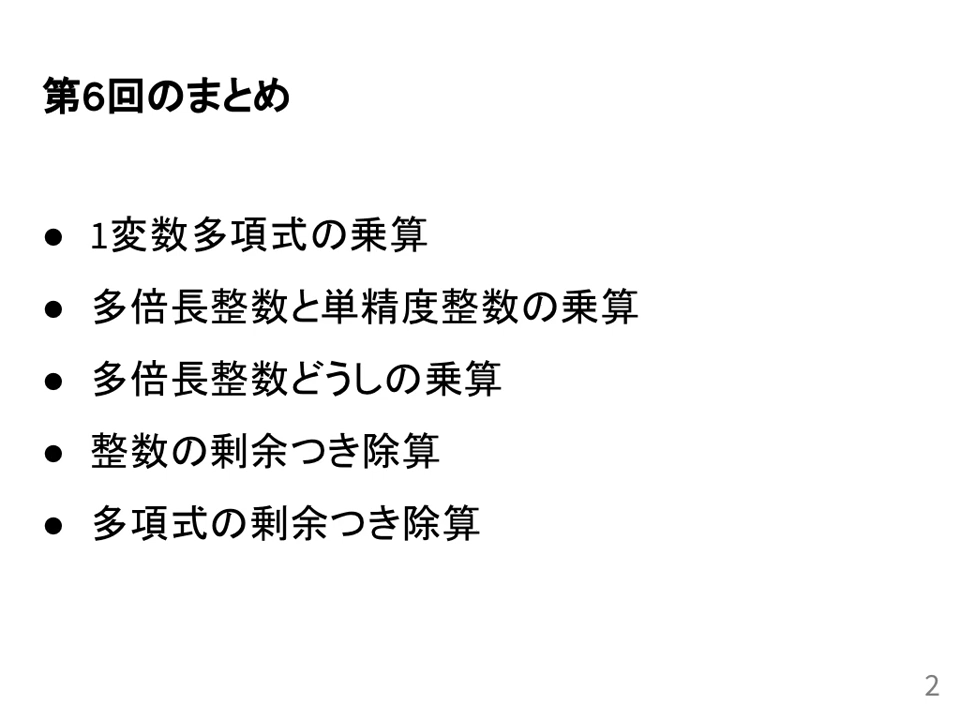 第6回のまとめ
● 1変数多項式の乗算
● 多倍長整数と単精度整数の乗算
● 多倍長整数どうしの乗算
● 整数の剰余つき除算
● 多項式の剰余つき除算
2